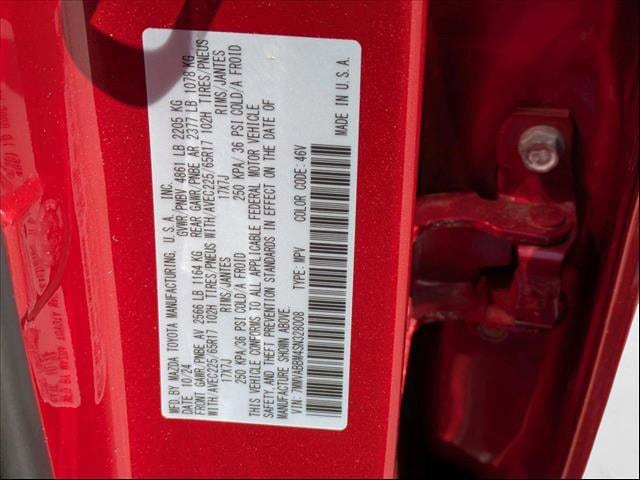 MFD.BY MAZDA TOYOTA MANUFACTURING, U.S.A. INC.
DATE: 10/24 GVWR/PNBV 4861 LB 2205 KG
FRONT GAWR/PNBE AV 2566 LB 1164 KG REAR GAWR/PNBE AR 2377 LB 1078 KG
WITH/AVEC225/65R17 102H TIRES/PNEUS WITH/AVEC225/65R17 102H TIRES/PNEUS
17X7J RIMS/JANTES 17X7J RIMS/JANTES
250 KPA/ 36 PSI COLD/A FROID 250 KPA/ 36 PSI COLD/A FROID
THIS VEHICLE CONFORMS TO ALL APPLICABLE FEDERAL MOTOR VEHICLE
SAFETY AND THEFT PREVENTION STANDARDS IN EFFECT ON THE DATE OF
MANUFACTURE SHOWN ABOVE.
VIN: 7MMVABBM4SN328008 TYPE: MPV COLOR CODE: 46V
MADE IN U.S.A.